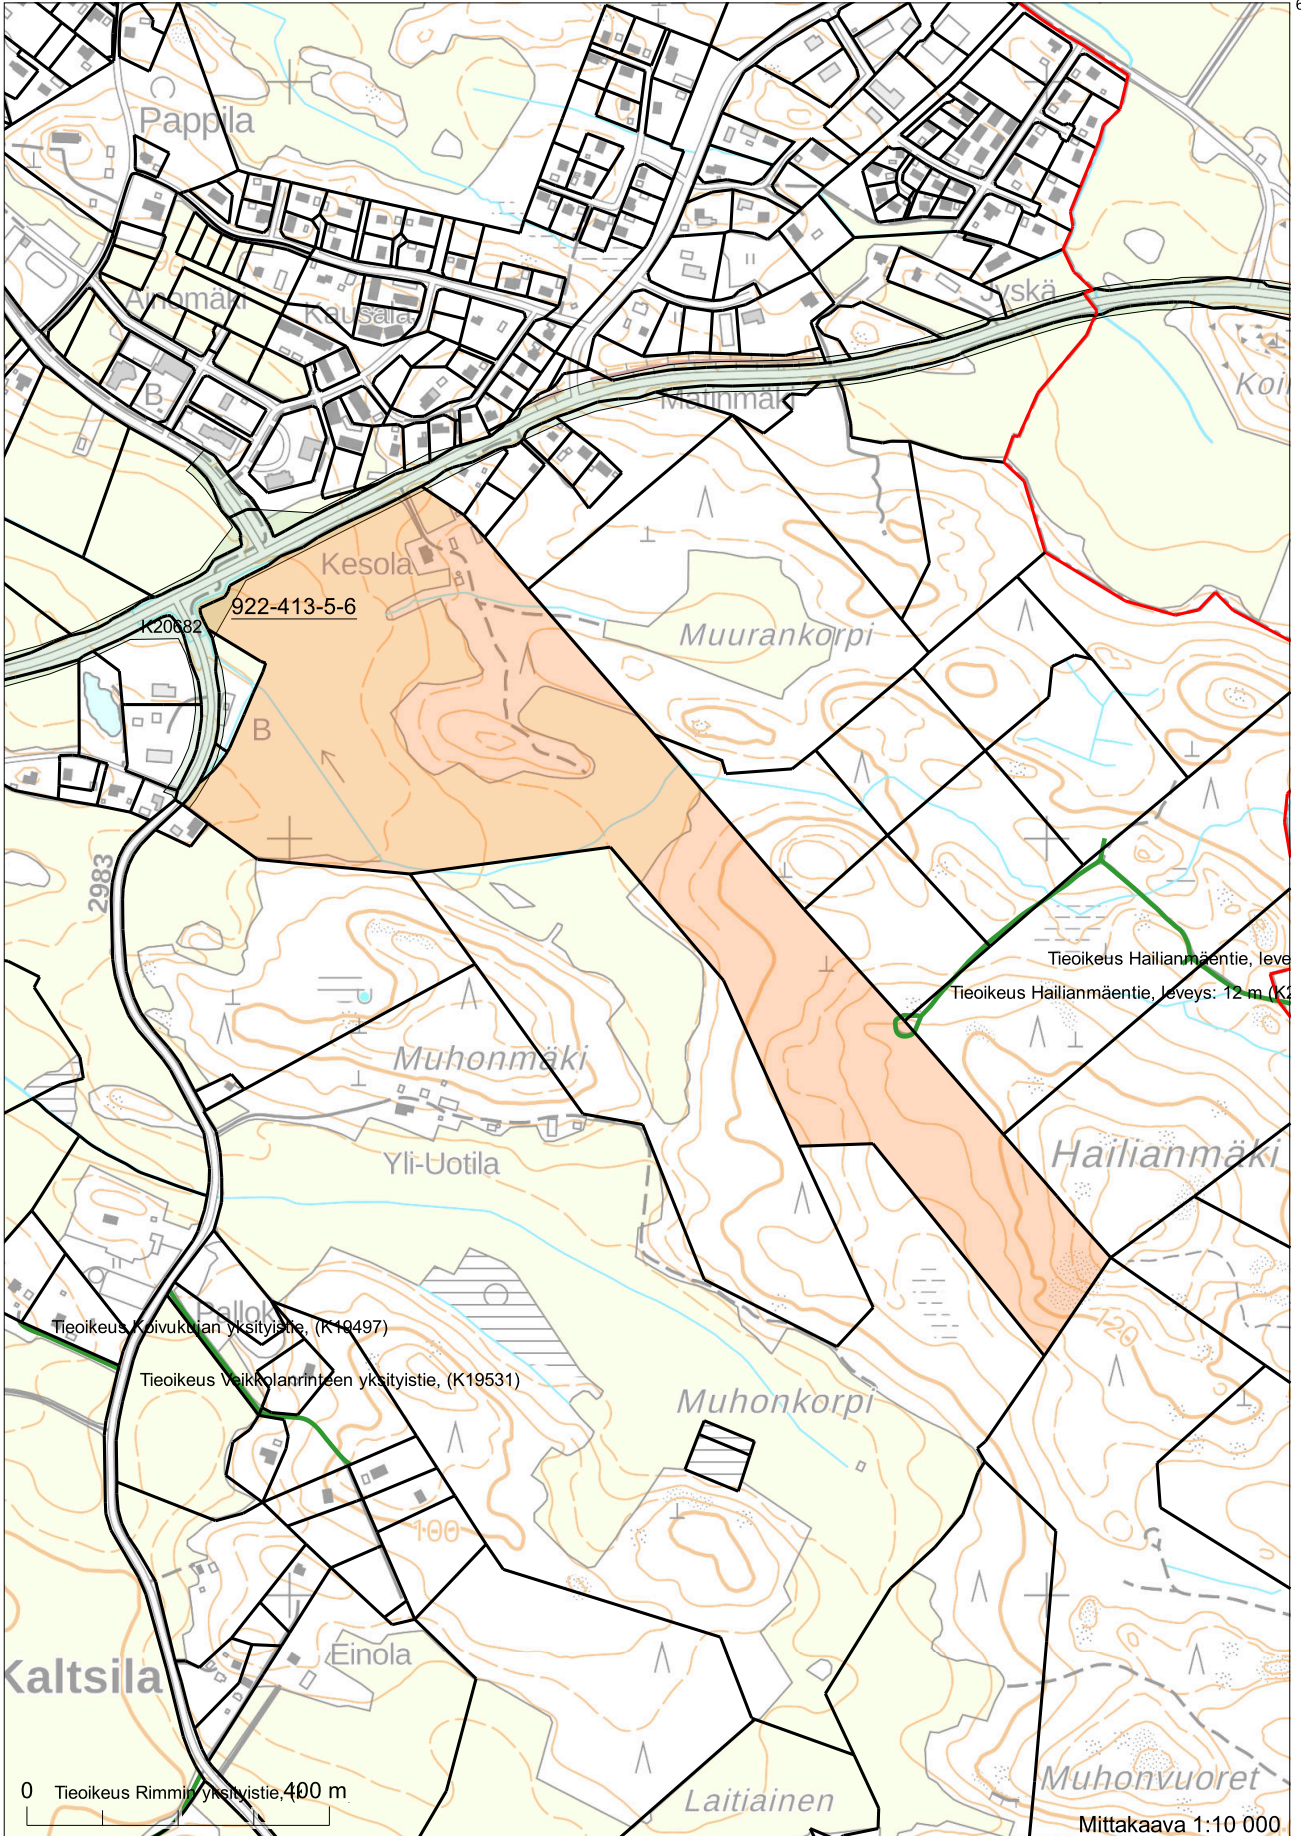 Pappila
Ainomäki
Kausala
Jyskä
Matinmäki
B
Kesola
922-413-5-6
K20682
Muurankorpi
B
2983
Tieoikeus Hailianmäentie, leve
Tieoikeus Hailianmäentie, leveys: 12 m (K2
Muhonmäki
Hailianmäki
Yli-Uotila
Tieoikeus Koivukujan yksityistie, (K19497)
120
Tieoikeus Veikkolanrinteen yksityistie, (K19531)
Muhonkorpi
100
Einola
Kaltsila
Muhonvuoret
0
Tieoikeus Rimmin yksityistie,
400 m
Laitiainen
Mittakaava 1:10 000